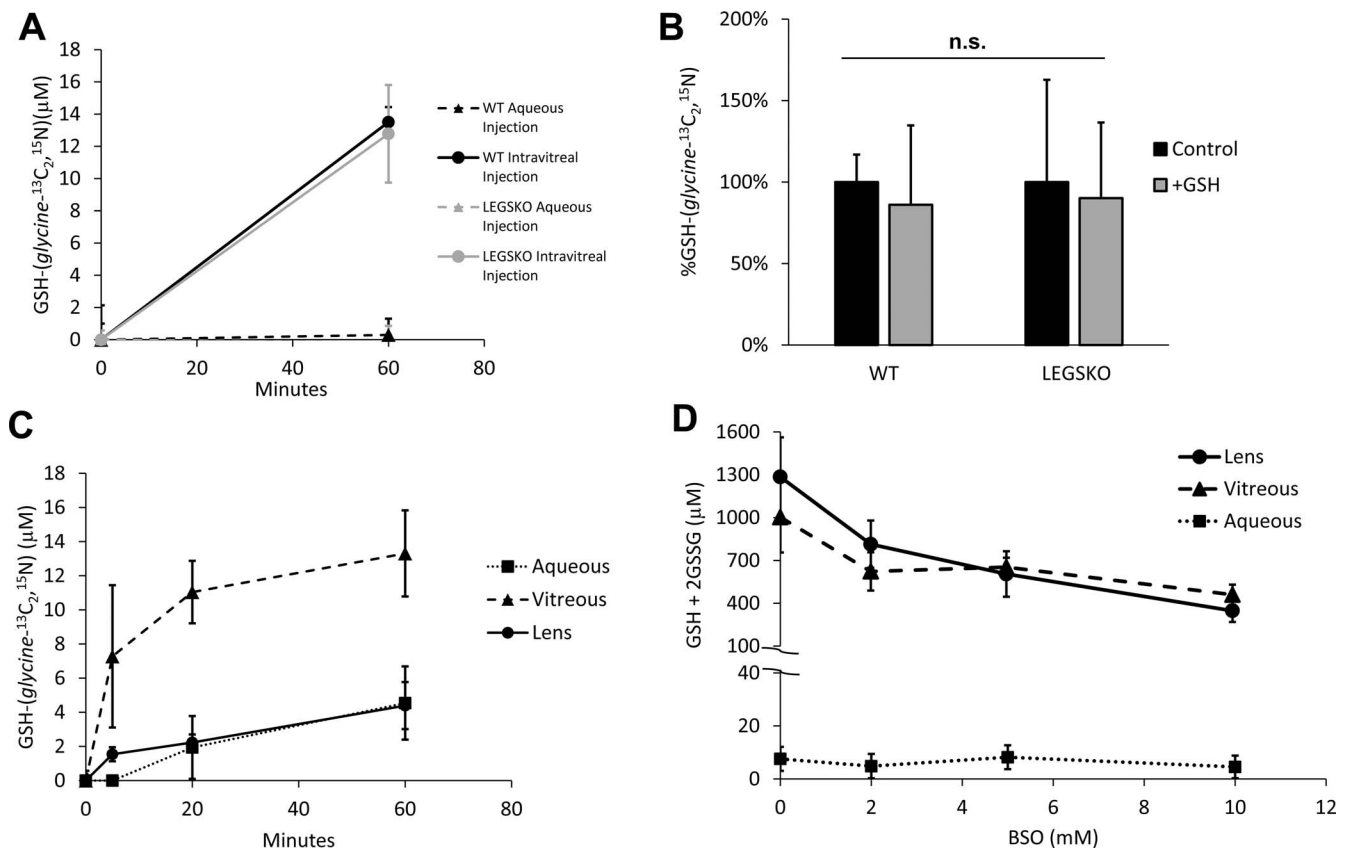 A
GSH-(glycine-¹³C₂,¹⁵N)(µM)
18
16
14
12
10
8
6
4
2
0
0 20 40 60 80
Minutes
WT Aqueous
Injection
WT Intravitreal
Injection
LEGSKO Aqueous
Injection
LEGSKO Intravitreal
Injection
B
%GSH-(glycine-¹³C₂,¹⁵N)
200%
150%
100%
50%
0%
n.s.
WT LEGSKO
Control
+GSH
C
GSH-(glycine-¹³C₂,¹⁵N) (µM)
18
16
14
12
10
8
6
4
2
0
0 20 40 60 80
Minutes
Aqueous
Vitreous
Lens
D
GSH + 2GSSG (µM)
1600
1300
1000
700
400
100
40
20
0
0 2 4 6 8 10 12
BSO (mM)
Lens
Vitreous
Aqueous